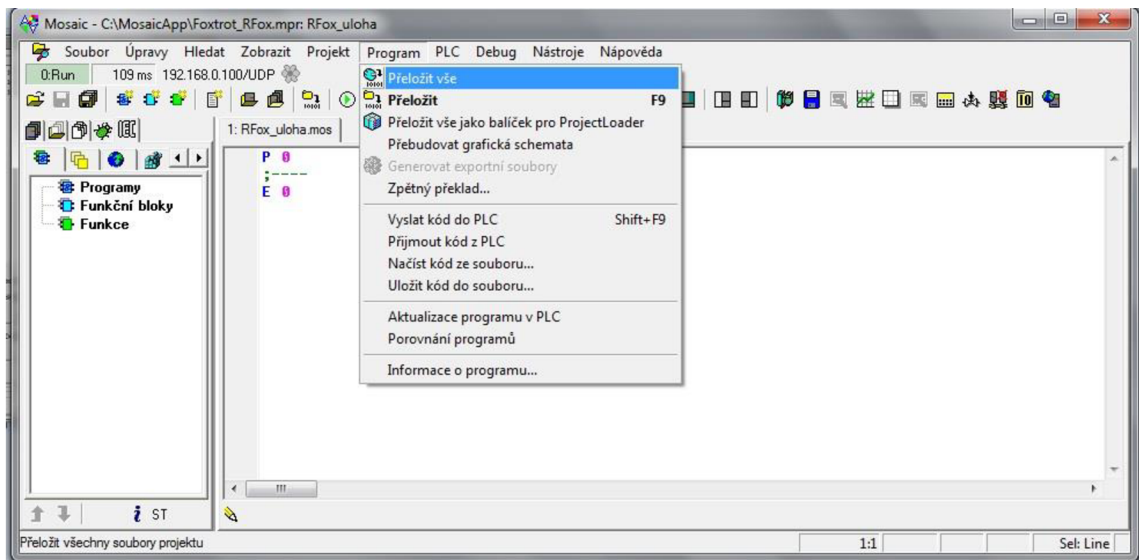 Mosaic - C:\MosaicApp\Foxtrot_RFox.mpr: RFox_uloha
Soubor Úpravy Hledat Zobrazit Projekt Program PLC Debug Nástroje Nápověda
0:Run 109 ms 192.168.0.100/UDP
1: RFox_uloha.mos
P 0
;----
E 0
Programy
Funkční bloky
Funkce
Přeložit vše
Přeložit F9
Přeložit vše jako balíček pro ProjectLoader
Přebudovat grafická schemata
Generovat exportní soubory
Zpětný překlad...
Vyslat kód do PLC Shift+F9
Přijmout kód z PLC
Načíst kód ze souboru...
Uložit kód do souboru...
Aktualizace programu v PLC
Porovnání programů
Informace o programu...
ST
Přeložit všechny soubory projektu 1:1 Sel: Line